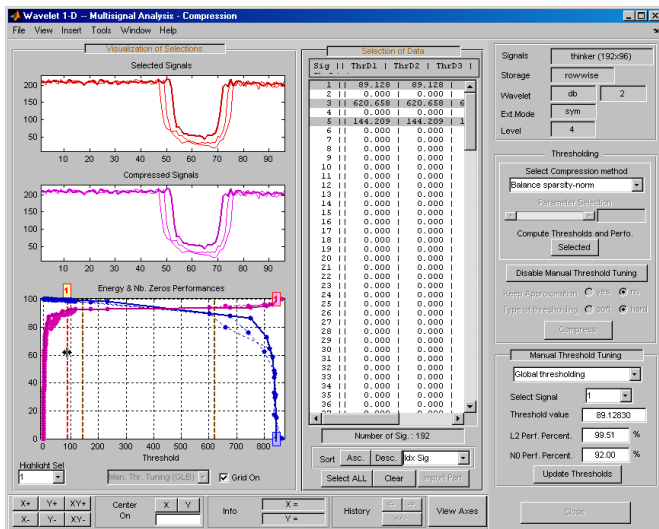 Wavelet 1-D -- Multisignal Analysis - Compression
File View Insert Tools Window Help
Visualization of Selections
Selected Signals
200
150
100
50
10 20 30 40 50 60 70 80 90
Compressed Signals
200
150
100
50
10 20 30 40 50 60 70 80 90
Energy & Nb. Zeros Performances
1 1
100
80
60
40
20
0
0 100 200 300 400 500 600 700 800
1
Threshold
Highlight Sel
1 Man. Thr. Tuning (GLB) Grid On
Selection of Data
Sig || ThrD1 | ThrD2 | ThrD3 |
1 || 89.128 | 89.128 |
2 || 0.000 | 0.000 |
3 || 620.658 | 620.658 | 6
4 || 0.000 | 0.000 |
5 || 144.209 | 144.209 | 1
6 || 0.000 | 0.000 |
7 || 0.000 | 0.000 |
8 || 0.000 | 0.000 |
9 || 0.000 | 0.000 |
10 || 0.000 | 0.000 |
11 || 0.000 | 0.000 |
12 || 0.000 | 0.000 |
13 || 0.000 | 0.000 |
14 || 0.000 | 0.000 |
15 || 0.000 | 0.000 |
16 || 0.000 | 0.000 |
17 || 0.000 | 0.000 |
18 || 0.000 | 0.000 |
19 || 0.000 | 0.000 |
20 || 0.000 | 0.000 |
21 || 0.000 | 0.000 |
22 || 0.000 | 0.000 |
23 || 0.000 | 0.000 |
24 || 0.000 | 0.000 |
25 || 0.000 | 0.000 |
26 || 0.000 | 0.000 |
27 || 0.000 | 0.000 |
28 || 0.000 | 0.000 |
29 || 0.000 | 0.000 |
30 || 0.000 | 0.000 |
31 || 0.000 | 0.000 |
32 || 0.000 | 0.000 |
33 || 0.000 | 0.000 |
34 || 0.000 | 0.000 |
35 || 0.000 | 0.000 |
36 || 0.000 | 0.000 |
Number of Sig. : 192
Sort Asc. Desc. Idx Sig
Select ALL Clear Import Part
Signals thinker (192x96)
Storage rowwise
Wavelet db 2
Ext.Mode sym
Level 4
Thresholding
Select Compression method
Balance sparsity-norm
Parameter Selection
Compute Thresholds and Perfo.
Selected
Disable Manual Threshold Tuning
Keep Approximation yes no
Type of thresholding soft hard
Compress
Manual Threshold Tuning
Global thresholding
Select Signal 1
Threshold value 89.12830
L2 Perf. Percent. 99.51 %
N0 Perf. Percent. 92.00 %
Update Thresholds
X+ Y+ XY+
X- Y- XY-
Center On X Y
Info X = Y =
History <- -> <<-
View Axes
Close